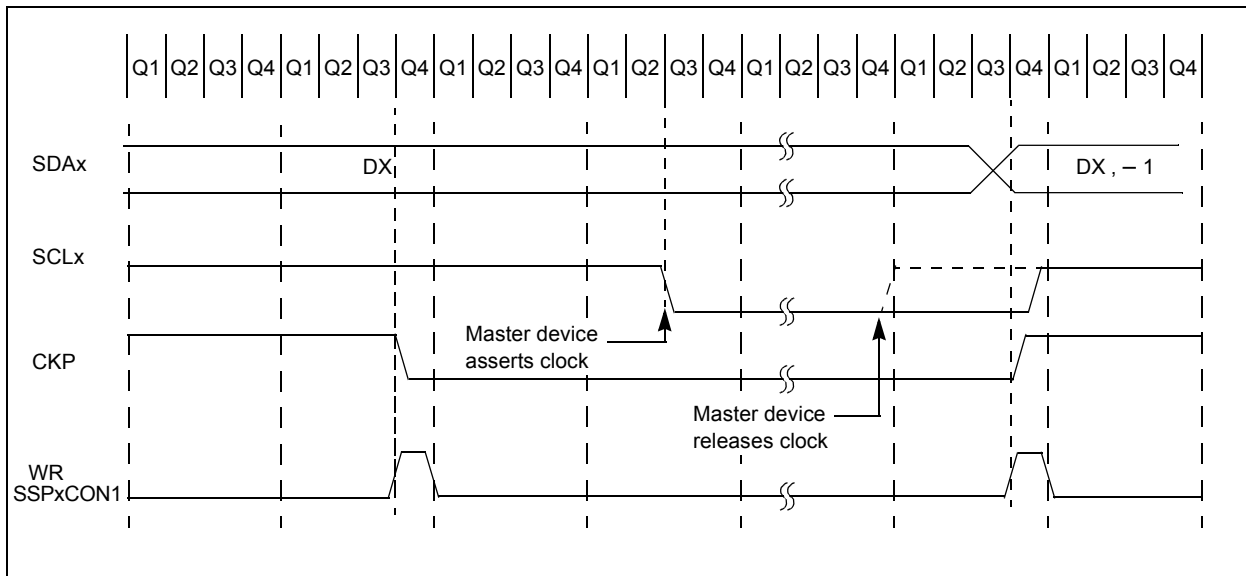 Q1 Q2 Q3 Q4 Q1 Q2 Q3 Q4 Q1 Q2 Q3 Q4 Q1 Q2 Q3 Q4 Q1 Q2 Q3 Q4 Q1 Q2 Q3 Q4 Q1 Q2 Q3 Q4
SDAx
DX
DX , – 1
SCLx
Master device
asserts clock
CKP
Master device
releases clock
WR
SSPxCON1